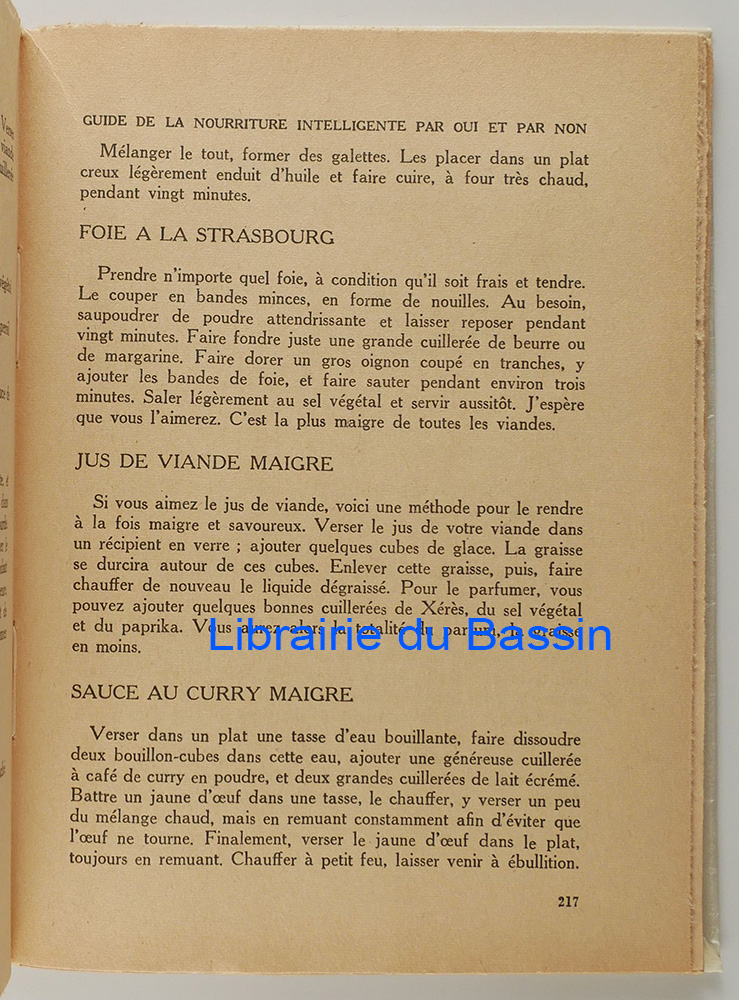 GUIDE DE LA NOURRITURE INTELLIGENTE PAR OUI ET PAR NON
Mélanger le tout, former des galettes. Les placer dans un plat
creux légèrement enduit d'huile et faire cuire, à four très chaud,
pendant vingt minutes.
FOIE A LA STRASBOURG
Prendre n'importe quel foie, à condition qu'il soit frais et tendre.
Le couper en bandes minces, en forme de nouilles. Au besoin,
saupoudrer de poudre attendrissante et laisser reposer pendant
vingt minutes. Faire fondre juste une grande cuillerée de beurre ou
de margarine. Faire dorer un gros oignon coupé en tranches, y
ajouter les bandes de foie, et faire sauter pendant environ trois
minutes. Saler légèrement au sel végétal et servir aussitôt. J'espère
que vous l'aimerez. C'est la plus maigre de toutes les viandes.
JUS DE VIANDE MAIGRE
Si vous aimez le jus de viande, voici une méthode pour le rendre
à la fois maigre et savoureux. Verser le jus de votre viande dans
un récipient en verre ; ajouter quelques cubes de glace. La graisse
se durcira autour de ces cubes. Enlever cette graisse, puis, faire
chauffer de nouveau le liquide dégraissé. Pour le parfumer, vous
pouvez ajouter quelques bonnes cuillerées de Xérès, du sel végétal
et du paprika. Vous aurez alors la totalité du parfum, la graisse
Librairie du Bassin
en moins.
SAUCE AU CURRY MAIGRE
Verser dans un plat une tasse d'eau bouillante, faire dissoudre
deux bouillon-cubes dans cette eau, ajouter une généreuse cuillerée
à café de curry en poudre, et deux grandes cuillerées de lait écrémé.
Battre un jaune d'œuf dans une tasse, le chauffer, y verser un peu
du mélange chaud, mais en remuant constamment afin d'éviter que
l'œuf ne tourne. Finalement, verser le jaune d'œuf dans le plat,
toujours en remuant. Chauffer à petit feu, laisser venir à ébullition.
217